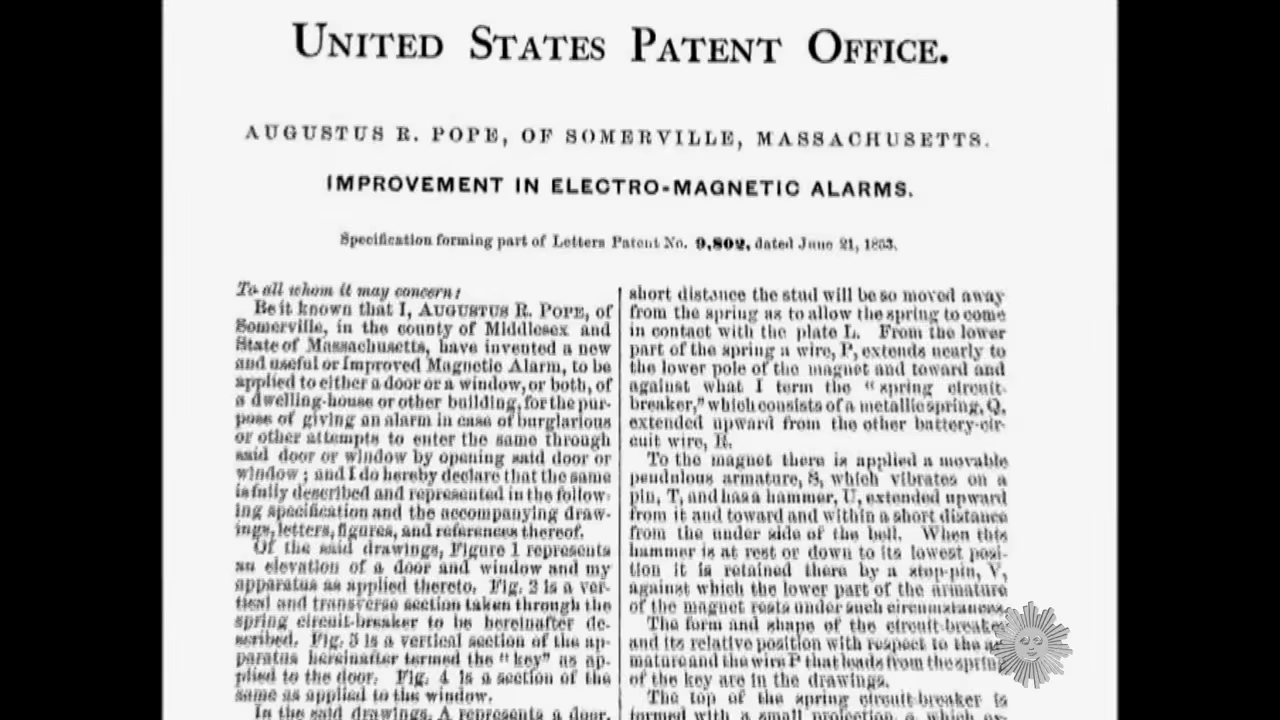 UNITED STATES PATENT OFFICE.
AUGUSTUS R. POPE, OF SOMERVILLE, MASSACHUSETTS.
IMPROVEMENT IN ELECTRO-MAGNETIC ALARMS.
Specification forming part of Letters Patent No. 9,802, dated June 21, 1853.
To all whom it may concern:
Be it known that I, AUGUSTUS R. POPE, of
Somerville, in the county of Middlesex and
State of Massachusetts, have invented a new
and useful or Improved Magnetic Alarm, to be
applied to either a door or a window, or both, of
a dwelling-house or other building, for the pur-
pose of giving an alarm in case of burglarious
or other attempts to enter the same through
said door or window by opening said door or
window; and I do hereby declare that the same
is fully described and represented in the follow-
ing specification and the accompanying draw-
ings, letters, figures, and references thereof.
Of the said drawings, Figure 1 represents
an elevation of a door and window and my
apparatus as applied thereto. Fig. 2 is a ver-
tical and transverse section taken through the
spring circuit-breaker to be hereinafter de-
scribed. Fig. 3 is a vertical section of the ap-
paratus hereinafter termed the "key" as ap-
plied to the door. Fig. 4 is a section of the
same as applied to the window.
In the said drawings, A represents a door,
short distance the stud will be so moved away
from the spring as to allow the spring to come
in contact with the plate L. From the lower
part of the spring a wire, P, extends nearly to
the lower pole of the magnet and toward and
against what I term the "spring circuit-
breaker," which consists of a metallic spring, Q,
extended upward from the other battery-cir-
cuit wire, R.
To the magnet there is applied a movable
pendulous armature, S, which vibrates on a
pin, T, and has a hammer, U, extended upward
from it and toward and within a short distance
from the under side of the bell. When this
hammer is at rest or down to its lowest posi-
tion it is retained there by a stop-pin, V,
against which the lower part of the armature
of the magnet rests under such circumstances.
The form and shape of the circuit-breaker
and its relative position with respect to the ar-
mature and the wire P that leads from the spring
of the key are in the drawings.
The top of the spring circuit-breaker is
formed with a small projection, a, which ex-